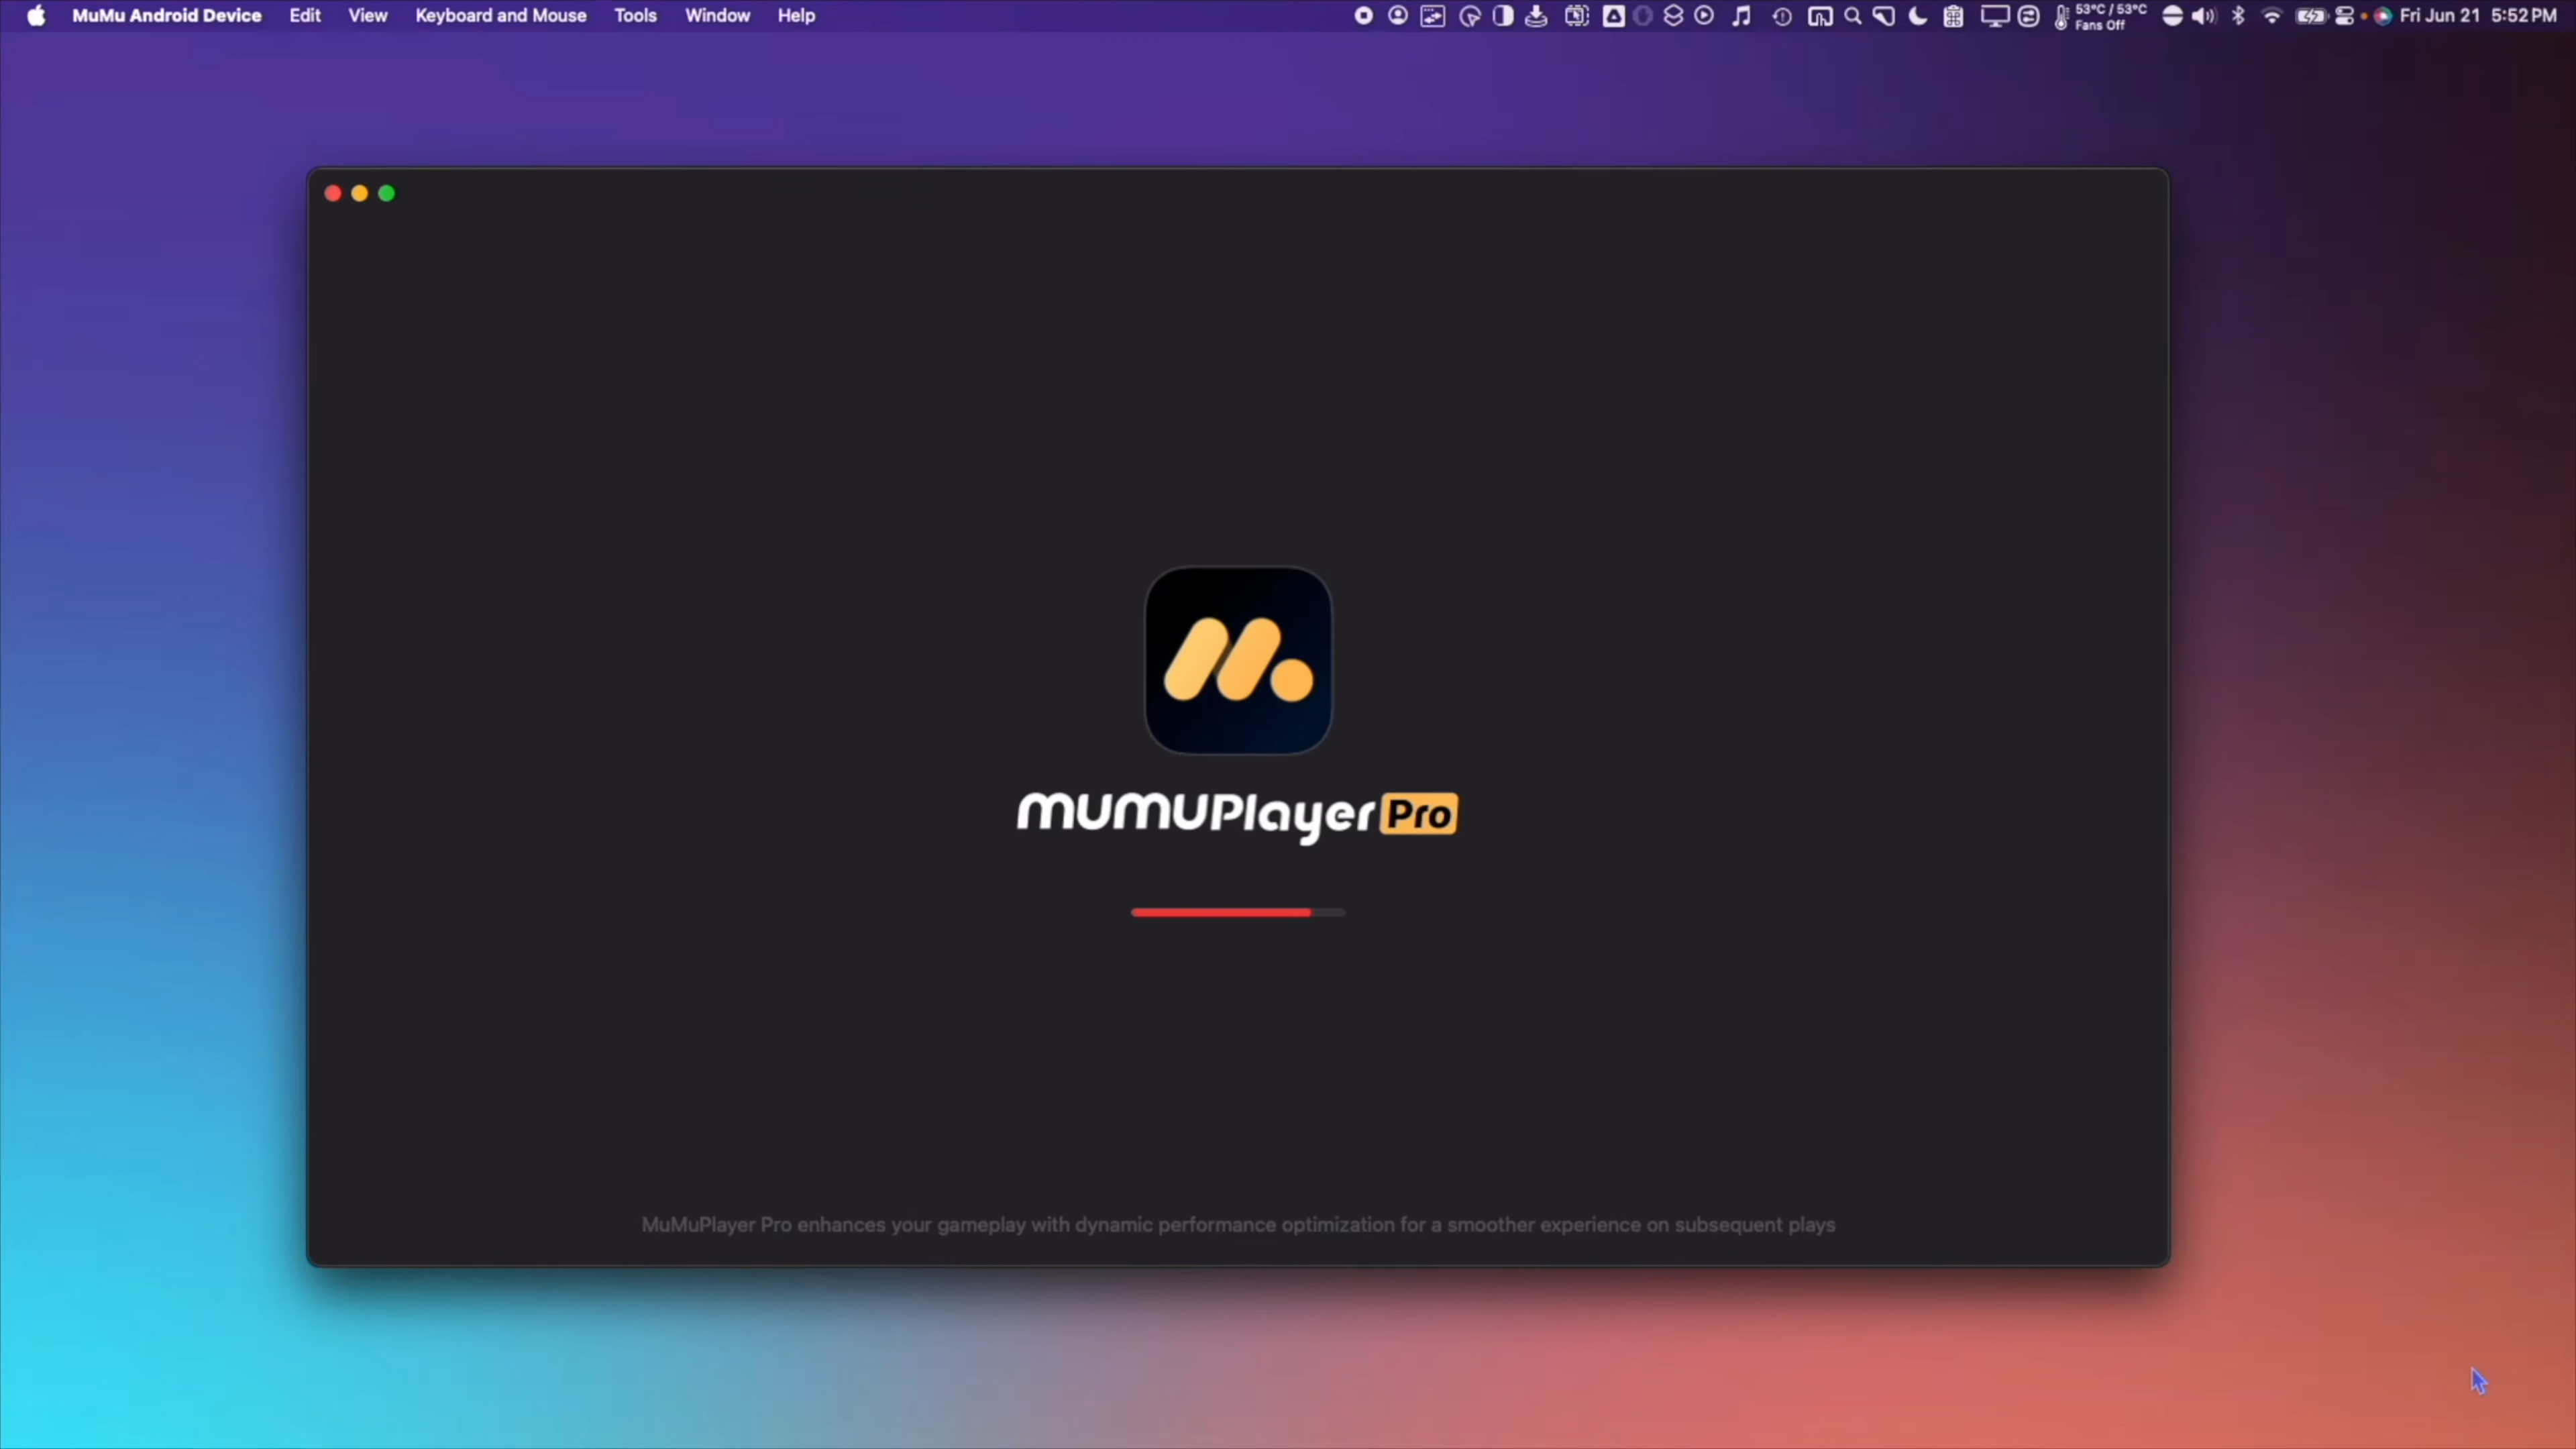 MuMu Android Device Edit View Keyboard and Mouse Tools Window Help
53°C / 53°C
Fans Off
Fri Jun 21 5:52 PM
MUMUPlayer Pro
MuMuPlayer Pro enhances your gameplay with dynamic performance optimization for a smoother experience on subsequent plays